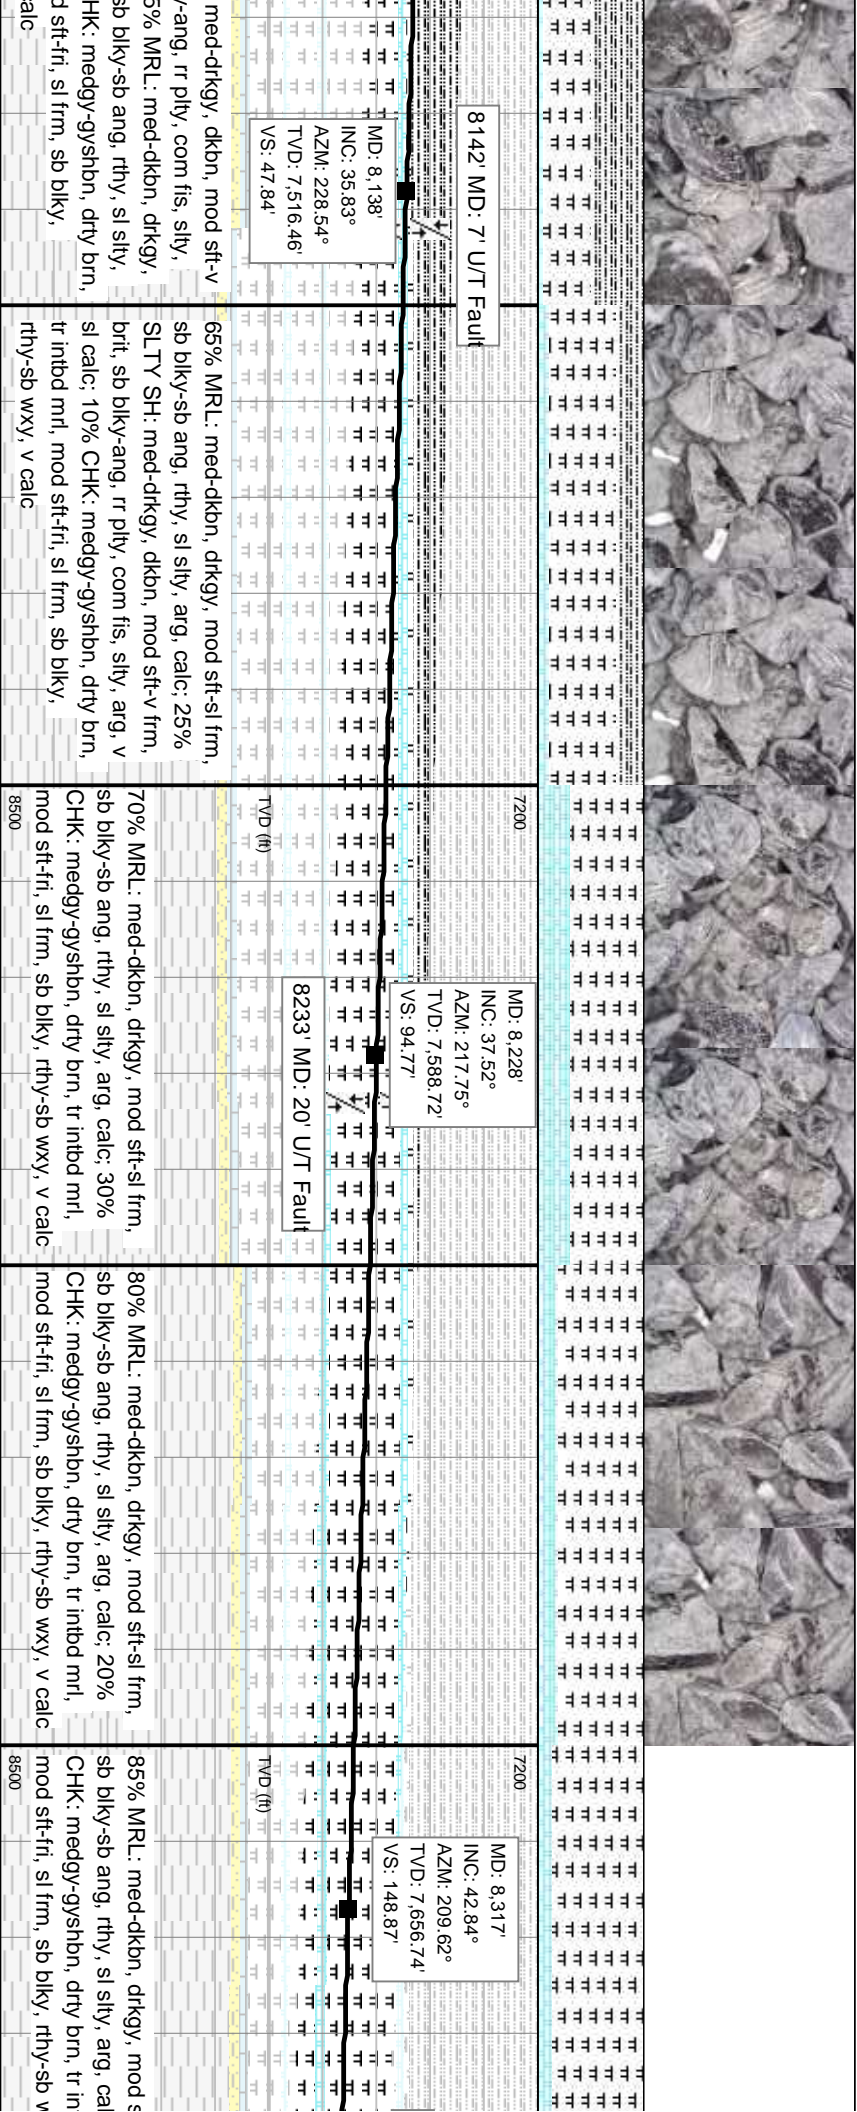 med-drkgy, dkbn, mod sft-v
y-ang, rr plty, com fis, slty,
5% MRL: med-dkbn, drkgy,
sb blky-sb ang, rthy, sl slty,
HK: medgy-gyshbn, drty brn,
d sft-fri, sl frm, sb blky,
calc
MD: 8,138'
INC: 35.83°
AZM: 228.54°
TVD: 7,516.46'
VS: 47.84'
8142' MD: 7' U/T Fault
65% MRL: med-dkbn, drkgy, mod sft-sl frm,
sb blky-sb ang, rthy, sl slty, arg, calc; 25%
SLTY SH: med-drkgy, dkbn, mod sft-v frm,
brit, sb blky-ang, rr plty, com fis, slty, arg, v
sl calc; 10% CHK: medgy-gyshbn, drty brn,
tr intbd mrl, mod sft-fri, sl frm, sb blky,
rthy-sb wxy, v calc
7200
TVD (ft)
8500
70% MRL: med-dkbn, drkgy, mod sft-sl frm,
sb blky-sb ang, rthy, sl slty, arg, calc; 30%
CHK: medgy-gyshbn, drty brn, tr intbd mrl,
mod sft-fri, sl frm, sb blky, rthy-sb wxy, v calc
MD: 8,228'
INC: 37.52°
AZM: 217.75°
TVD: 7,588.72'
VS: 94.77'
8233' MD: 20' U/T Fault
80% MRL: med-dkbn, drkgy, mod sft-sl frm,
sb blky-sb ang, rthy, sl slty, arg, calc; 20%
CHK: medgy-gyshbn, drty brn, tr intbd mrl,
mod sft-fri, sl frm, sb blky, rthy-sb wxy, v calc
7200
TVD (ft)
8500
MD: 8,317'
INC: 42.84°
AZM: 209.62°
TVD: 7,656.74'
VS: 148.87'
85% MRL: med-dkbn, drkgy, mod s
sb blky-sb ang, rthy, sl slty, arg, cal
CHK: medgy-gyshbn, drty brn, tr in
mod sft-fri, sl frm, sb blky, rthy-sb w